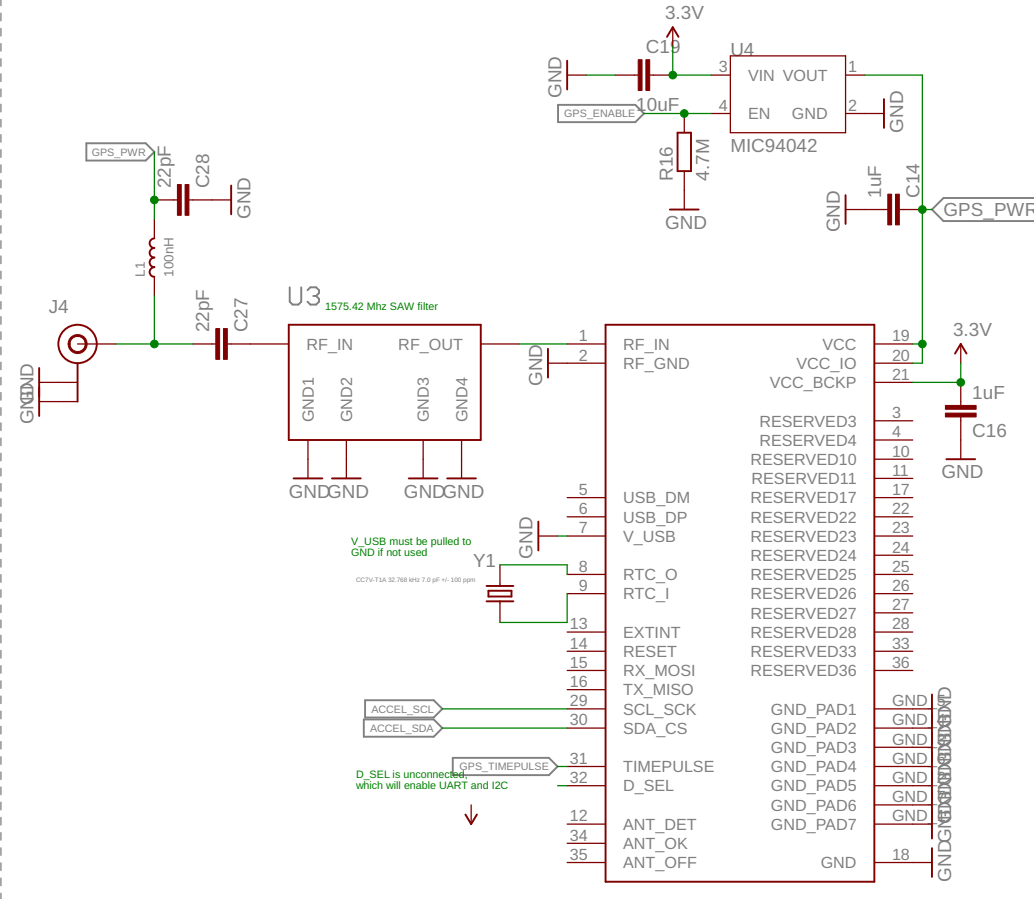 3.3V
C19
U4
GND
3 VIN VOUT 1
10uF
GPS_ENABLE
4 EN GND 2
GND
MIC94042
R16
4.7M
GND
GPS_PWR
22pF
C28
GND
1uF
C14
GND
GPS_PWR
L1
100nH
J4
22pF
C27
U3
1575.42 Mhz SAW filter
RF_IN RF_OUT
GND1
GND2
GND3
GND4
GND
GND
GND
GND
GND
GND
GND
1 RF_IN
2 RF_GND
5 USB_DM
6 USB_DP
7 V_USB
GND
V_USB must be pulled to
GND if not used
Y1
CC7V-T1A 32.768 kHz 7.0 pF +/- 100 ppm
8 RTC_O
9 RTC_I
13 EXTINT
14 RESET
15 RX_MOSI
16 TX_MISO
ACCEL_SCL
29 SCL_SCK
ACCEL_SDA
30 SDA_CS
GPS_TIMEPULSE
31 TIMEPULSE
D_SEL is unconnected,
which will enable UART and I2C
32 D_SEL
12 ANT_DET
34 ANT_OK
35 ANT_OFF
VCC 19
VCC_IO 20
VCC_BCKP 21
3.3V
1uF
C16
GND
RESERVED3 3
RESERVED4 4
RESERVED10 10
RESERVED11 11
RESERVED17 17
RESERVED22 22
RESERVED23 23
RESERVED24 24
RESERVED25 25
RESERVED26 26
RESERVED27 27
RESERVED28 28
RESERVED33 33
RESERVED36 36
GND_PAD1 GND
GND_PAD2 GND
GND_PAD3 GND
GND_PAD4 GND
GND_PAD5 GND
GND_PAD6 GND
GND_PAD7 GND
GND 18
GND